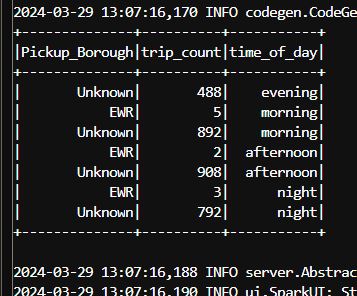 2024-03-29 13:07:16,170 INFO codegen.CodeGe
+--------------+----------+-----------+
|Pickup_Borough|trip_count|time_of_day|
+--------------+----------+-----------+
|       Unknown|       488|    evening|
|           EWR|         5|    morning|
|       Unknown|       892|    morning|
|           EWR|         2|  afternoon|
|       Unknown|       908|  afternoon|
|           EWR|         3|      night|
|       Unknown|       792|      night|
+--------------+----------+-----------+
2024-03-29 13:07:16,188 INFO server.Abstrac
2024-03-29 13:07:16,190 INFO ui.SparkUI: St